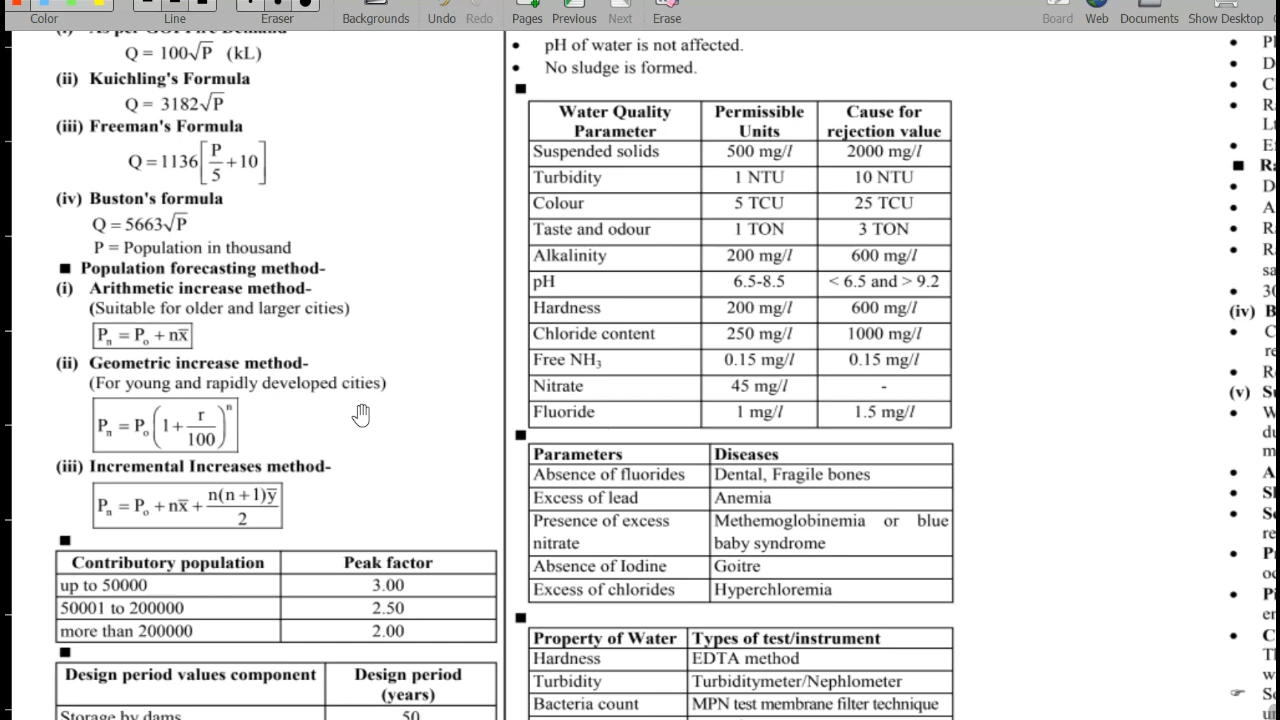 Color
Line
Eraser
Backgrounds
Undo
Redo
Pages
Previous
Next
Erase
Board
Web
Documents
Show Desktop
Q = 100√P (kL)
(ii) Kuichling's Formula
Q = 3182√P
(iii) Freeman's Formula
Q = 1136[P/5 + 10]
(iv) Buston's formula
Q = 5663√P
P = Population in thousand
■ Population forecasting method-
(i) Arithmetic increase method-
(Suitable for older and larger cities)
Pn = Po + nx̄
(ii) Geometric increase method-
(For young and rapidly developed cities)
Pn = Po (1 + r/100)^n
(iii) Incremental Increases method-
Pn = Po + nx̄ + n(n+1)ȳ/2
■
Contributory population Peak factor
up to 50000 3.00
50001 to 200000 2.50
more than 200000 2.00
■
Design period values component Design period
(years)
Storage by dams 50
• pH of water is not affected.
• No sludge is formed.
■
Water Quality Permissible Cause for
Parameter Units rejection value
Suspended solids 500 mg/l 2000 mg/l
Turbidity 1 NTU 10 NTU
Colour 5 TCU 25 TCU
Taste and odour 1 TON 3 TON
Alkalinity 200 mg/l 600 mg/l
pH 6.5-8.5 < 6.5 and > 9.2
Hardness 200 mg/l 600 mg/l
Chloride content 250 mg/l 1000 mg/l
Free NH₃ 0.15 mg/l 0.15 mg/l
Nitrate 45 mg/l -
Fluoride 1 mg/l 1.5 mg/l
■
Parameters Diseases
Absence of fluorides Dental, Fragile bones
Excess of lead Anemia
Presence of excess Methemoglobinemia or blue
nitrate baby syndrome
Absence of Iodine Goitre
Excess of chlorides Hyperchloremia
■
Property of Water Types of test/instrument
Hardness EDTA method
Turbidity Turbiditymeter/Nephlometer
Bacteria count MPN test membrane filter technique
(iv)
(v)